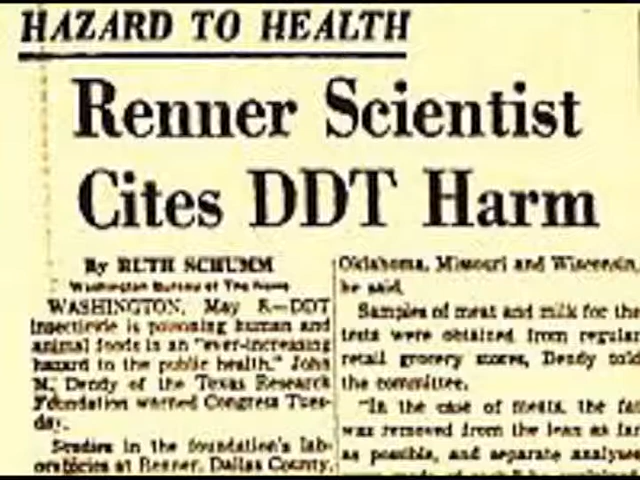 HAZARD TO HEALTH
Renner Scientist
Cites DDT Harm
By RUTH SCHUMM
Washington Bureau of The News
WASHINGTON, May 8.—DDT
insecticide is poisoning human and
animal foods in an "ever-increasing
hazard to the public health," John
M. Dendy of the Texas Research
Foundation warned Congress Tues-
day.
Studies in the foundation's lab-
oratories at Renner, Dallas County,
Oklahoma, Missouri and Wisconsin,
he said.
Samples of meat and milk for the
tests were obtained from regular
retail grocery stores, Dendy told
the committee.
"In the case of meats, the fat
was removed from the lean as far
as possible, and separate analyses